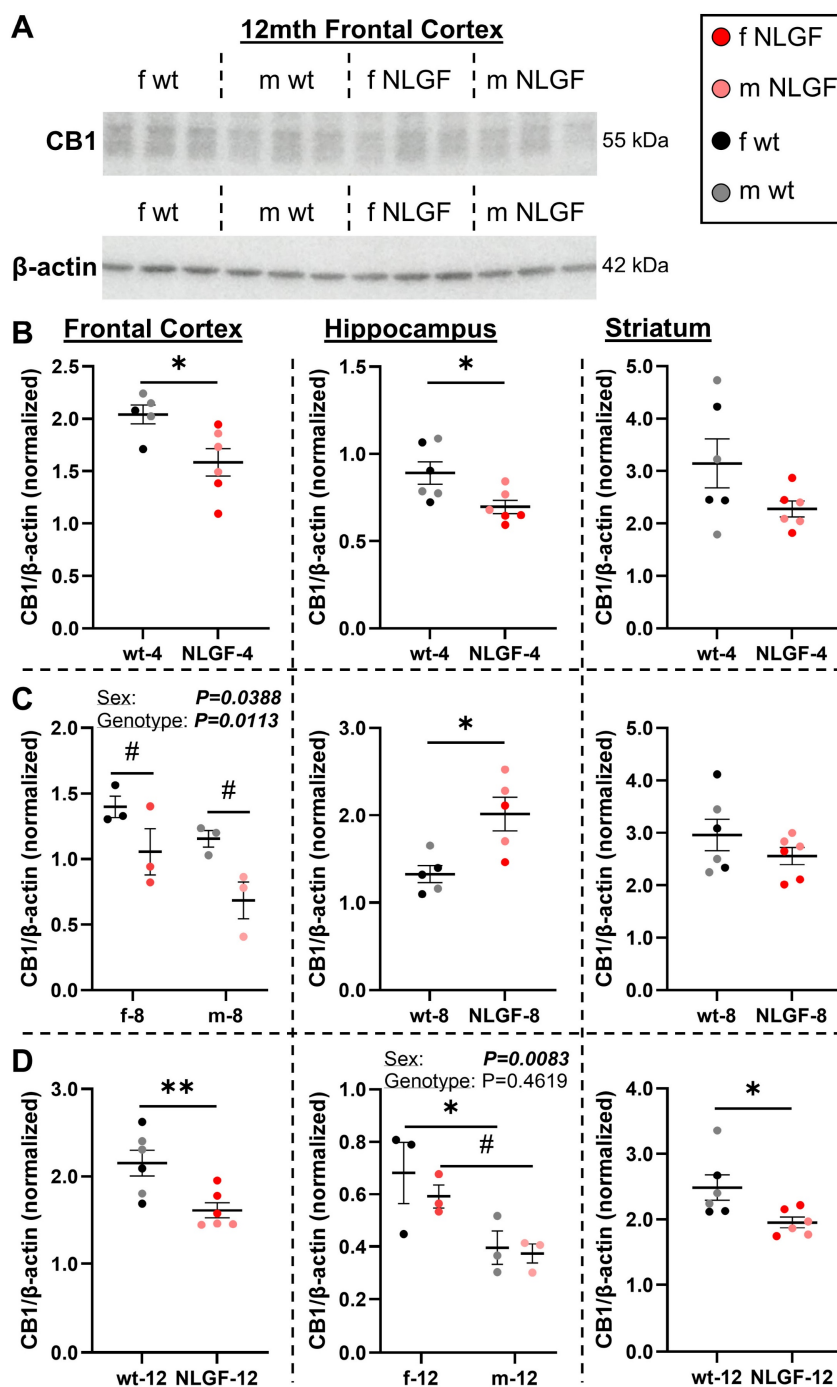 A
12mth Frontal Cortex
f wt
m wt
f NLGF
m NLGF
CB1
55 kDa
f wt
m wt
f NLGF
m NLGF
β-actin
42 kDa
f NLGF
m NLGF
f wt
m wt
B
Frontal Cortex
Hippocampus
Striatum
CB1/β-actin (normalized)
2.5
2.0
1.5
1.0
0.5
0.0
*
wt-4 NLGF-4
CB1/β-actin (normalized)
1.5
1.0
0.5
0.0
*
wt-4 NLGF-4
CB1/β-actin (normalized)
5.0
4.0
3.0
2.0
1.0
0.0
wt-4 NLGF-4
C
Sex: P=0.0388
Genotype: P=0.0113
CB1/β-actin (normalized)
2.0
1.5
1.0
0.5
0.0
#
#
f-8 m-8
CB1/β-actin (normalized)
3.0
2.0
1.0
0.0
*
wt-8 NLGF-8
CB1/β-actin (normalized)
5.0
4.0
3.0
2.0
1.0
0.0
wt-8 NLGF-8
D
CB1/β-actin (normalized)
3.0
2.0
1.0
0.0
**
wt-12 NLGF-12
Sex: P=0.0083
Genotype: P=0.4619
CB1/β-actin (normalized)
1.0
0.8
0.6
0.4
0.2
0.0
*
#
f-12 m-12
CB1/β-actin (normalized)
4.0
3.0
2.0
1.0
0.0
*
wt-12 NLGF-12